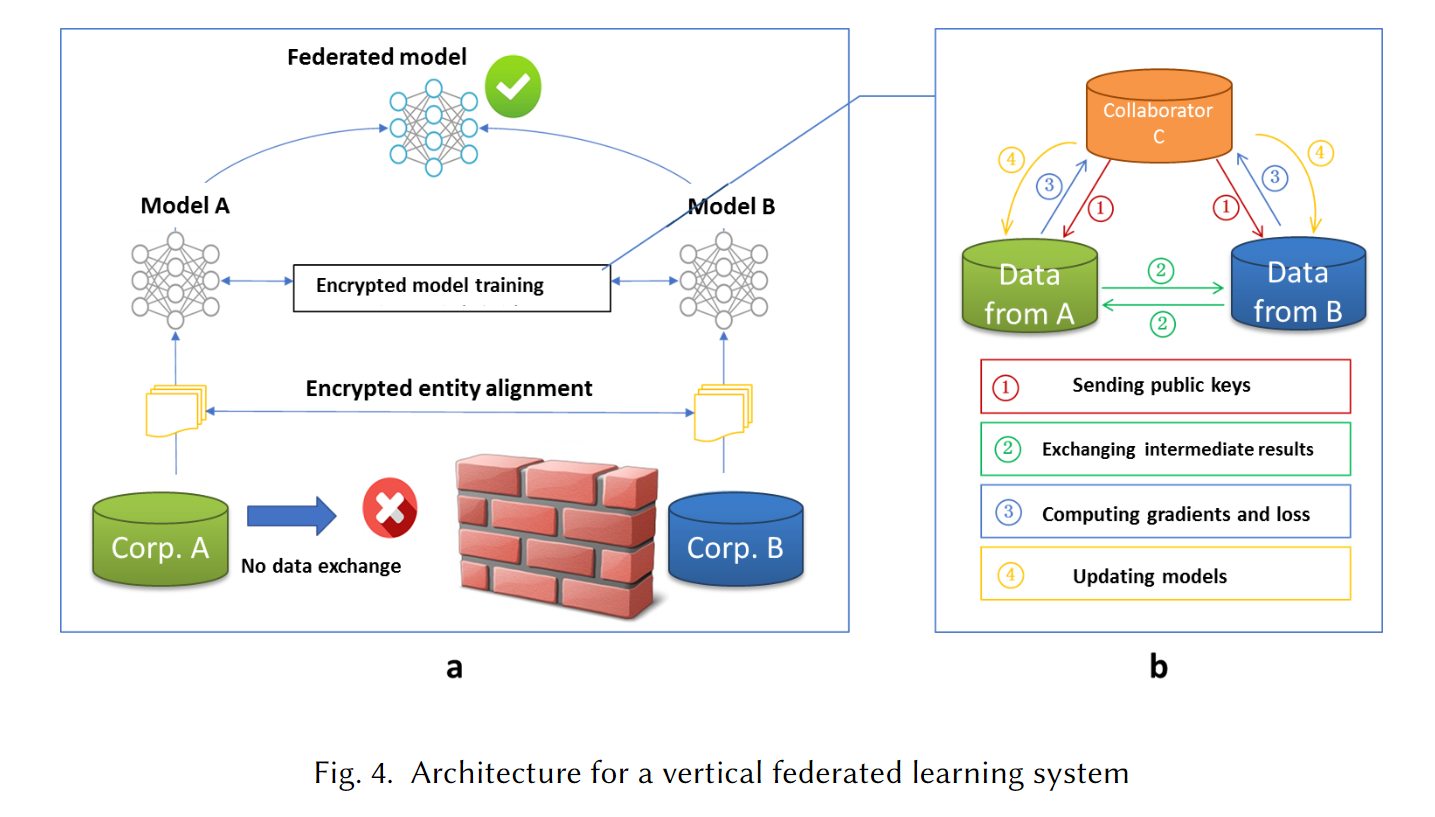 Federated model
Model A
Model B
Encrypted model training
Encrypted entity alignment
Corp. A
No data exchange
Corp. B
a
Collaborator
C
④
③
①
①
③
④
Data
from A
②
②
Data
from B
① Sending public keys
② Exchanging intermediate results
③ Computing gradients and loss
④ Updating models
b
Fig. 4. Architecture for a vertical federated learning system